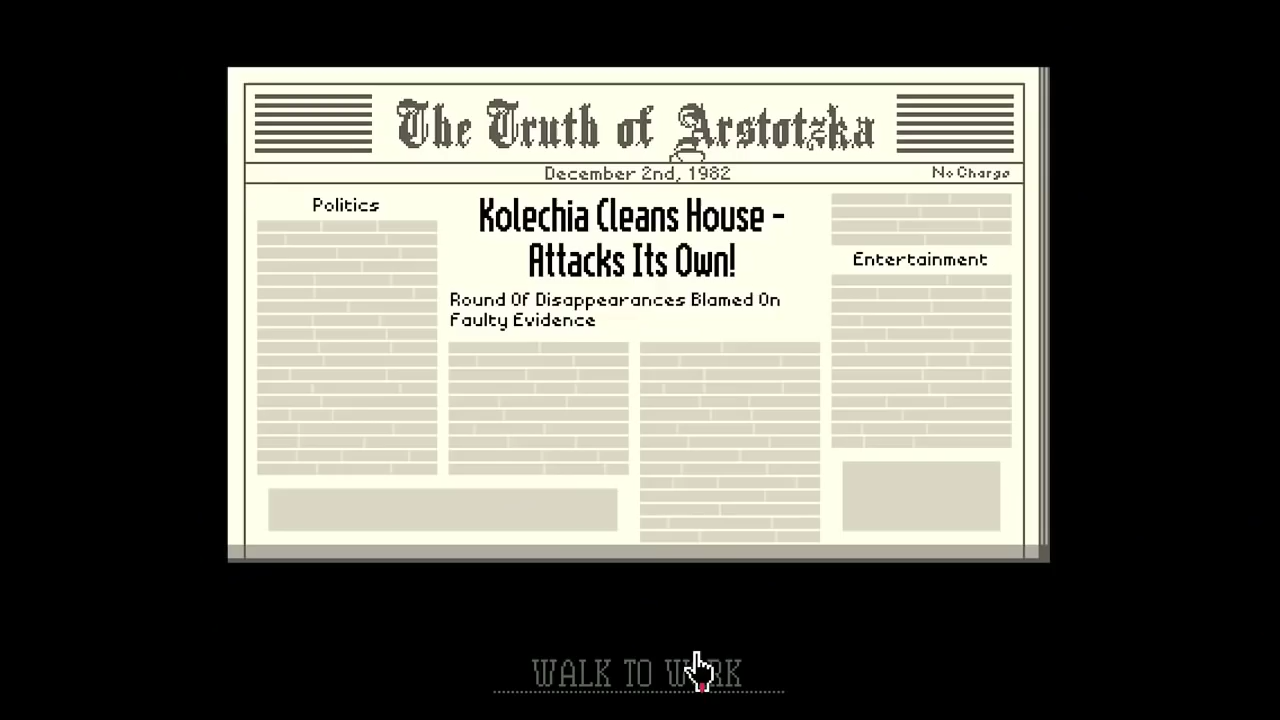 The Truth of Arstotzka
December 2nd, 1982
No Charge
Politics
Kolechia Cleans House -
Attacks Its Own!
Round Of Disappearances Blamed On
Faulty Evidence
Entertainment
WALK TO WORK